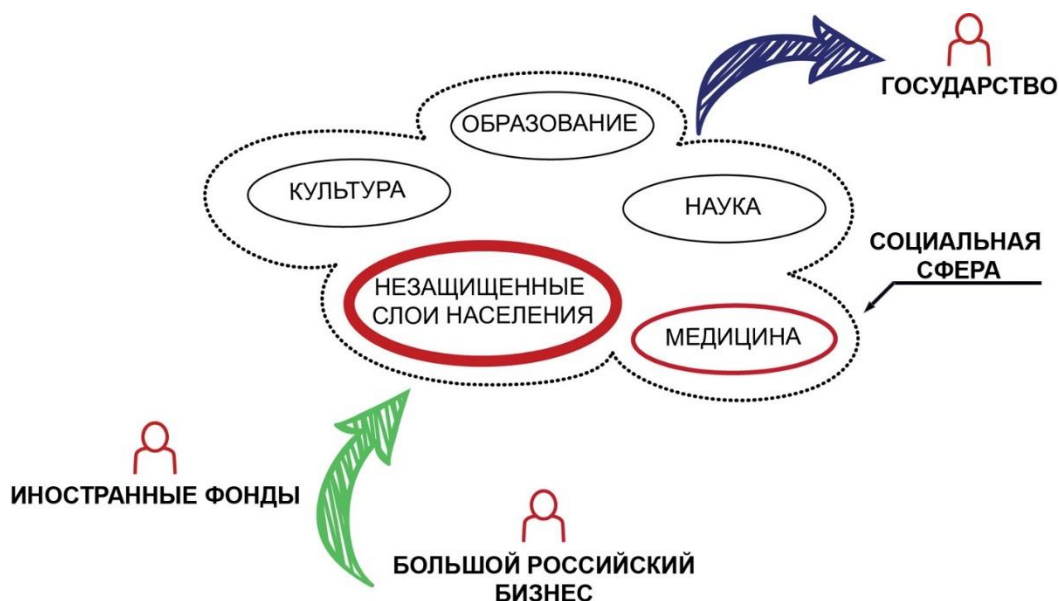 ГОСУДАРСТВО
ОБРАЗОВАНИЕ
КУЛЬТУРА
НАУКА
СОЦИАЛЬНАЯ
СФЕРА
НЕЗАЩИЩЕННЫЕ
СЛОИ НАСЕЛЕНИЯ
МЕДИЦИНА
ИНОСТРАННЫЕ ФОНДЫ
БОЛЬШОЙ РОССИЙСКИЙ
БИЗНЕС